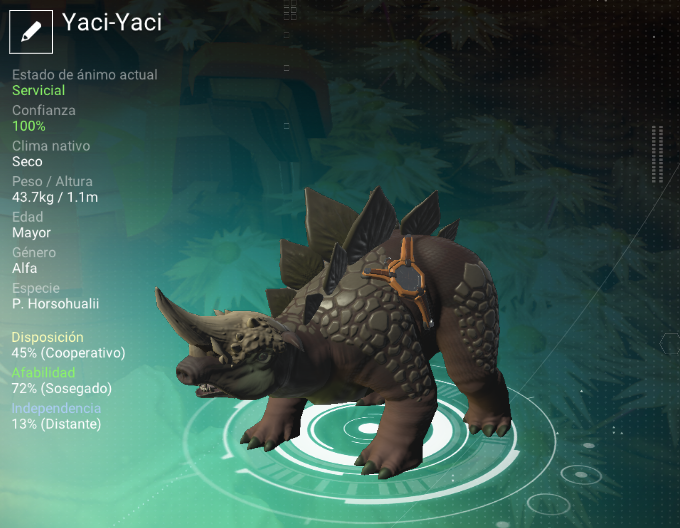 Yaci-Yaci
Estado de ánimo actual
Servicial
Confianza
100%
Clima nativo
Seco
Peso / Altura
43.7kg / 1.1m
Edad
Mayor
Género
Alfa
Especie
P. Horsohualii
Disposición
45% (Cooperativo)
Afabilidad
72% (Sosegado)
Independencia
13% (Distante)